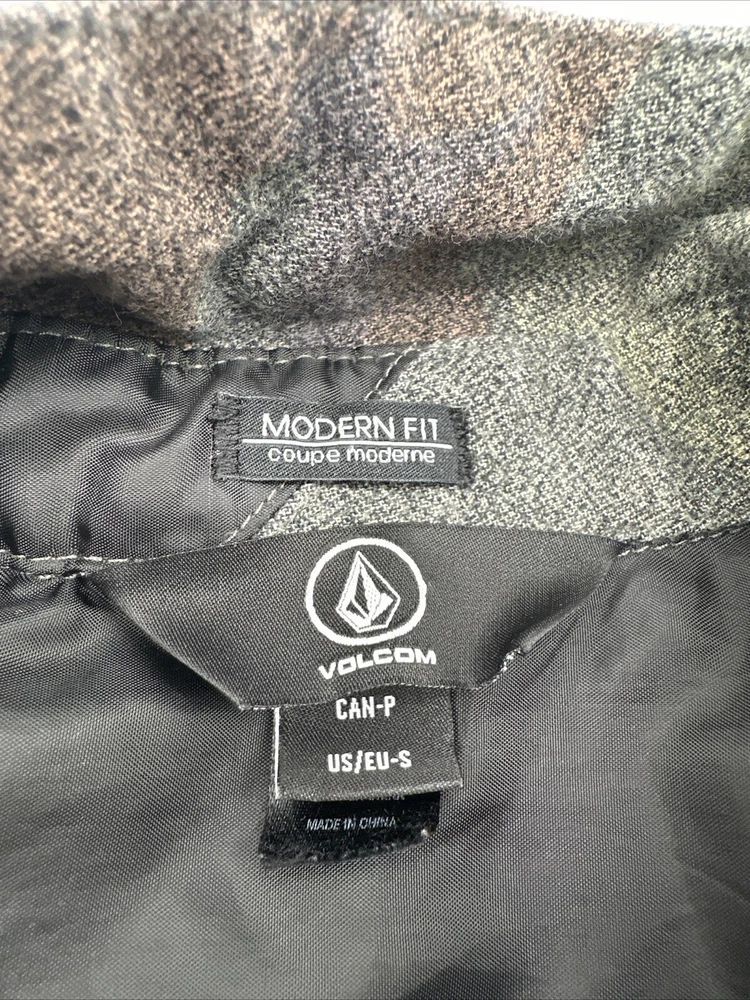 MODERN FIT
coupe moderne
VOLCOM
CAN-P
US/EU-S
MADE IN CHINA